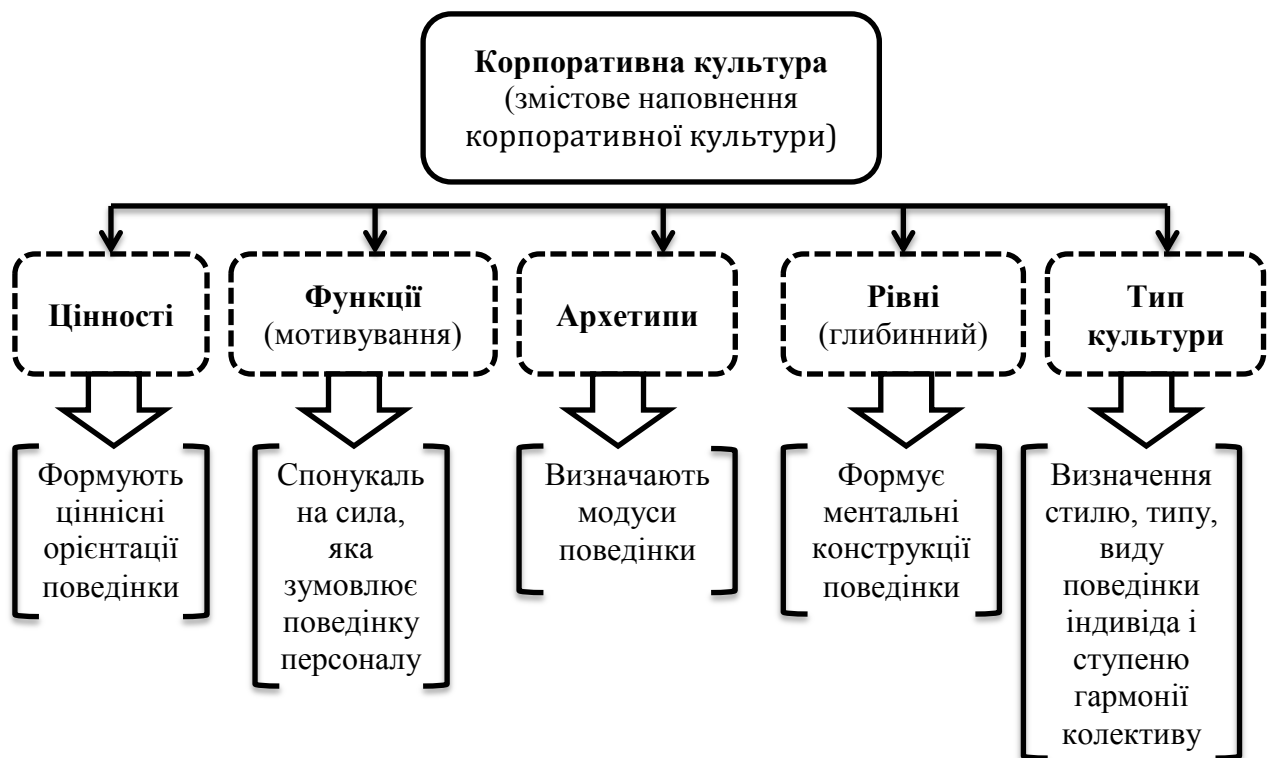 Корпоративна культура
(змістове наповнення
корпоративної культури)
Цінності
Функції
(мотивування)
Архетипи
Рівні
(глибинний)
Тип
культури
Формують
ціннісні
орієнтації
поведінки
Спонукаль
на сила,
яка
зумовлює
поведінку
персоналу
Визначають
модуси
поведінки
Формує
ментальні
конструкції
поведінки
Визначення
стилю, типу,
виду
поведінки
індивіда і
ступеню
гармонії
колективу